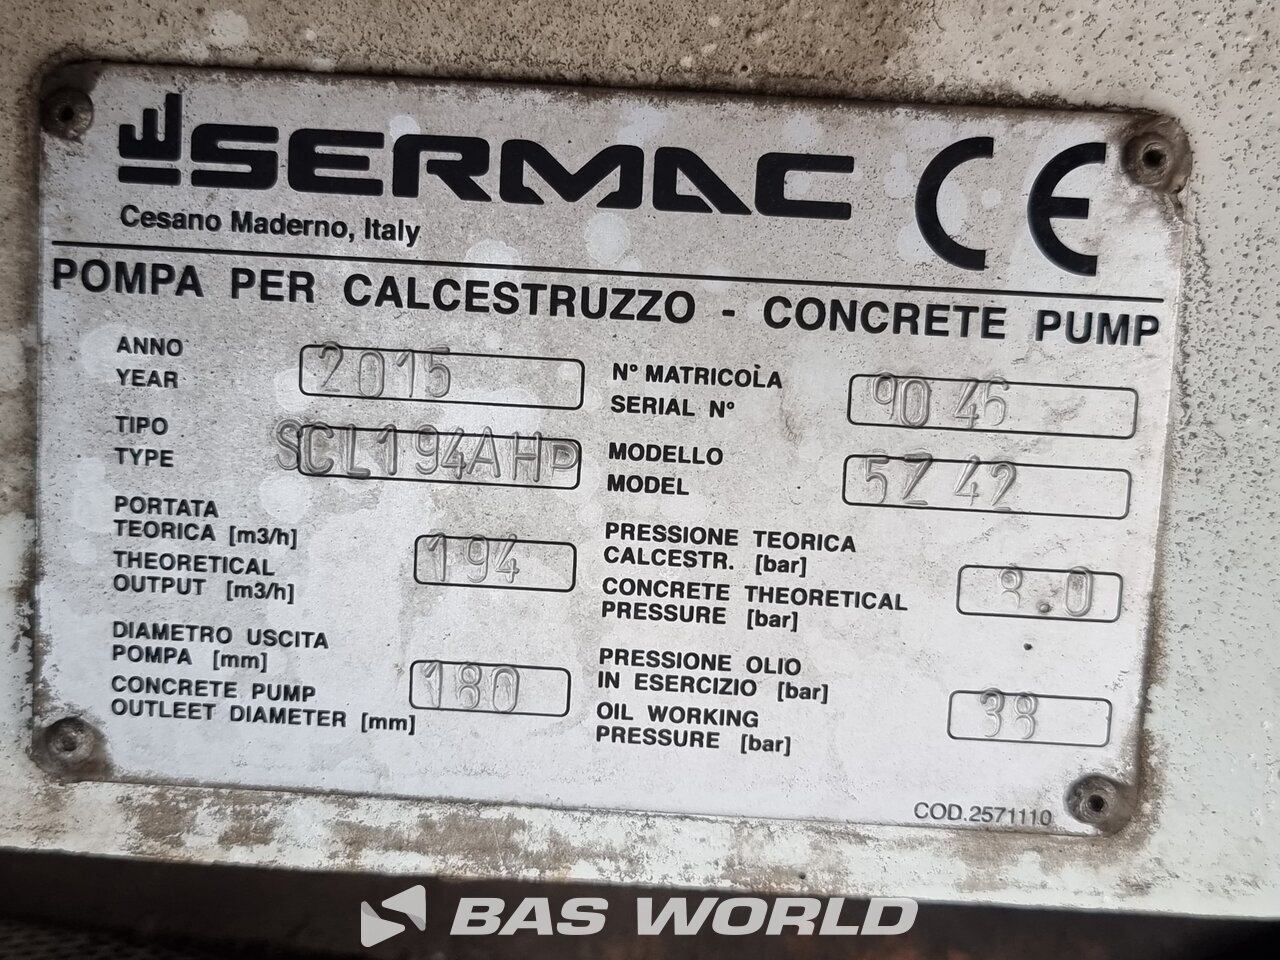 SERMAC CE
Cesano Maderno, Italy
POMPA PER CALCESTRUZZO - CONCRETE PUMP
ANNO
YEAR
2015
N° MATRICOLA
SERIAL N°
9045
TIPO
TYPE
SCL194AHP
MODELLO
MODEL
5Z 42
PORTATA
TEORICA [m3/h]
THEORETICAL
OUTPUT [m3/h]
194
PRESSIONE TEORICA
CALCESTR. [bar]
CONCRETE THEORETICAL
PRESSURE [bar]
DIAMETRO USCITA
POMPA [mm]
CONCRETE PUMP
OUTLEET DIAMETER [mm]
180
PRESSIONE OLIO
IN ESERCIZIO [bar]
OIL WORKING
PRESSURE [bar]
COD.2571110
BAS WORLD